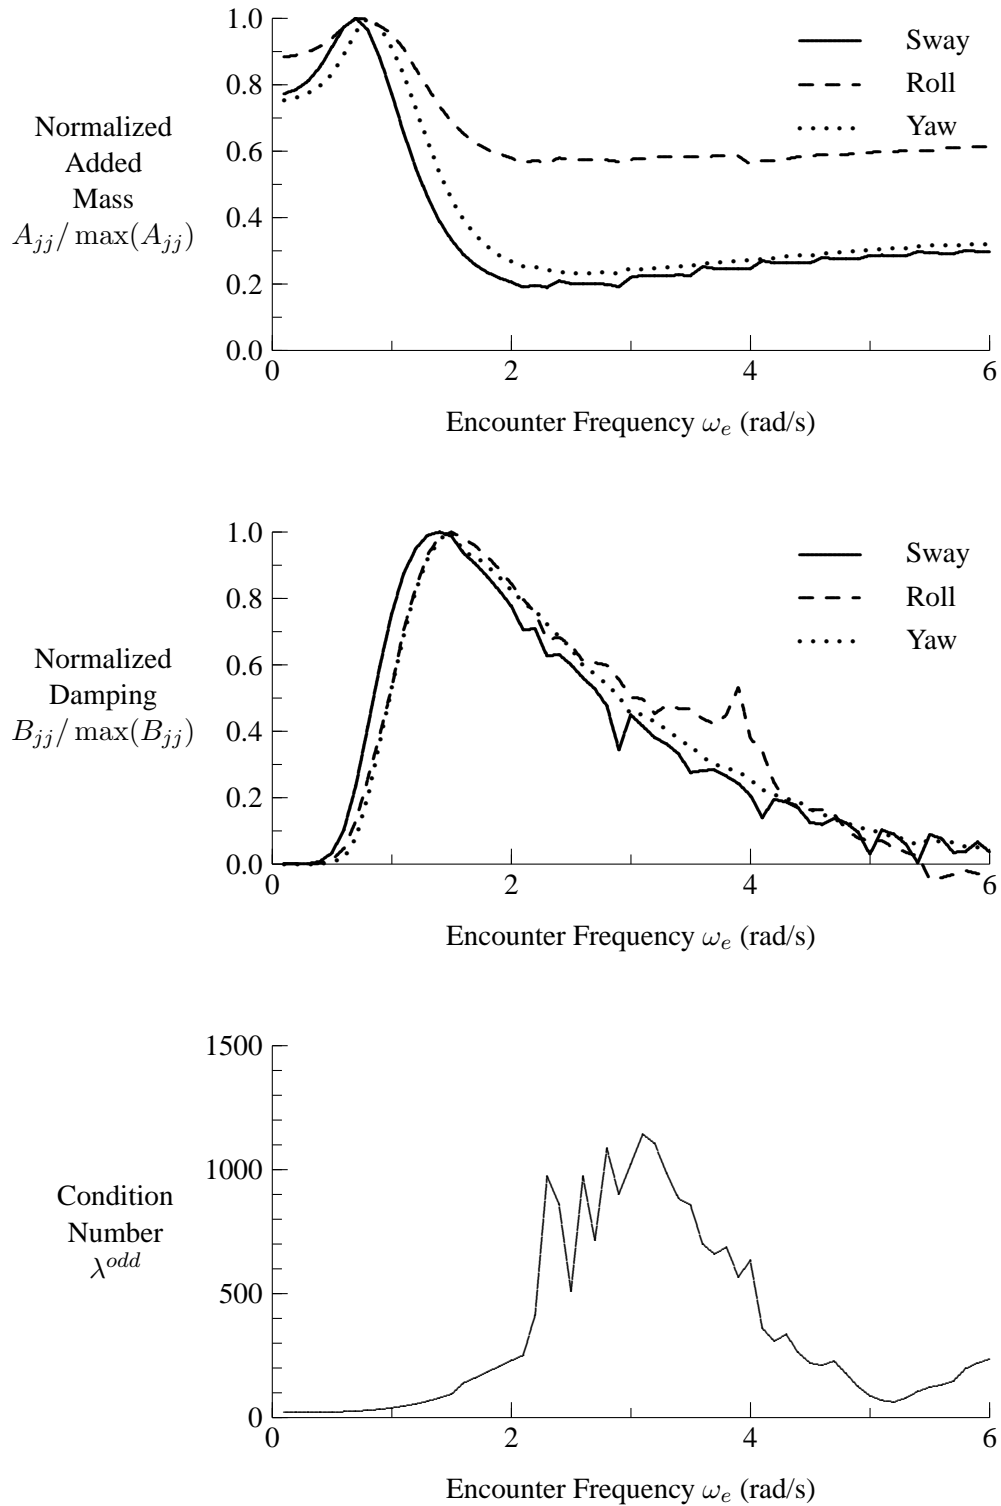 1.0
0.8
0.6
0.4
0.2
0.0
Normalized
Added
Mass
A_{jj}/ max(A_{jj})
Sway
Roll
Yaw
0 2 4 6
Encounter Frequency ω_e (rad/s)
1.0
0.8
0.6
0.4
0.2
0.0
Normalized
Damping
B_{jj}/ max(B_{jj})
Sway
Roll
Yaw
0 2 4 6
Encounter Frequency ω_e (rad/s)
1500
1000
500
0
Condition
Number
λ^{odd}
0 2 4 6
Encounter Frequency ω_e (rad/s)